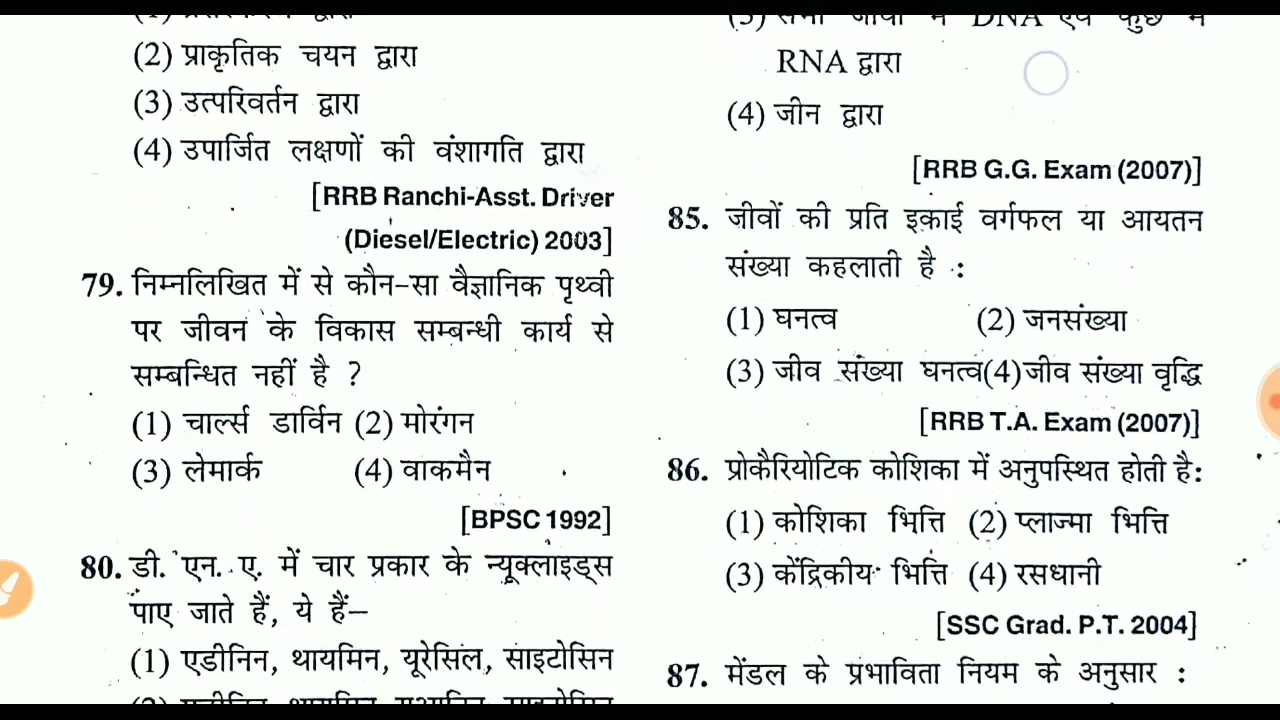 (2) प्राकृतिक चयन द्वारा
(3) उत्परिवर्तन द्वारा
(4) उपार्जित लक्षणों की वंशागति द्वारा
[RRB Ranchi-Asst. Driver
(Diesel/Electric) 2003]
79. निम्नलिखित में से कौन-सा वैज्ञानिक पृथ्वी
पर जीवन के विकास सम्बन्धी कार्य से
सम्बन्धित नहीं है ?
(1) चार्ल्स डार्विन (2) मोरंगन
(3) लेमार्क (4) वाकमैन
[BPSC 1992]
80. डी. एन. ए. में चार प्रकार के न्यूक्लाइड्स
पाए जाते हैं, ये हैं–
(1) एडीनिन, थायमिन, यूरेसिल, साइटोसिन
DNA एवं कुछ में
RNA द्वारा
(4) जीन द्वारा
[RRB G.G. Exam (2007)]
85. जीवों की प्रति इकाई वर्गफल या आयतन
संख्या कहलाती है :
(1) घनत्व (2) जनसंख्या
(3) जीव संख्या घनत्व(4)जीव संख्या वृद्धि
[RRB T.A. Exam (2007)]
86. प्रोकैरियोटिक कोशिका में अनुपस्थित होती है:
(1) कोशिका भित्ति (2) प्लाज्मा भित्ति
(3) केंद्रिकीय भित्ति (4) रसधानी
[SSC Grad. P.T. 2004]
87. मेंडल के प्रभाविता नियम के अनुसार :